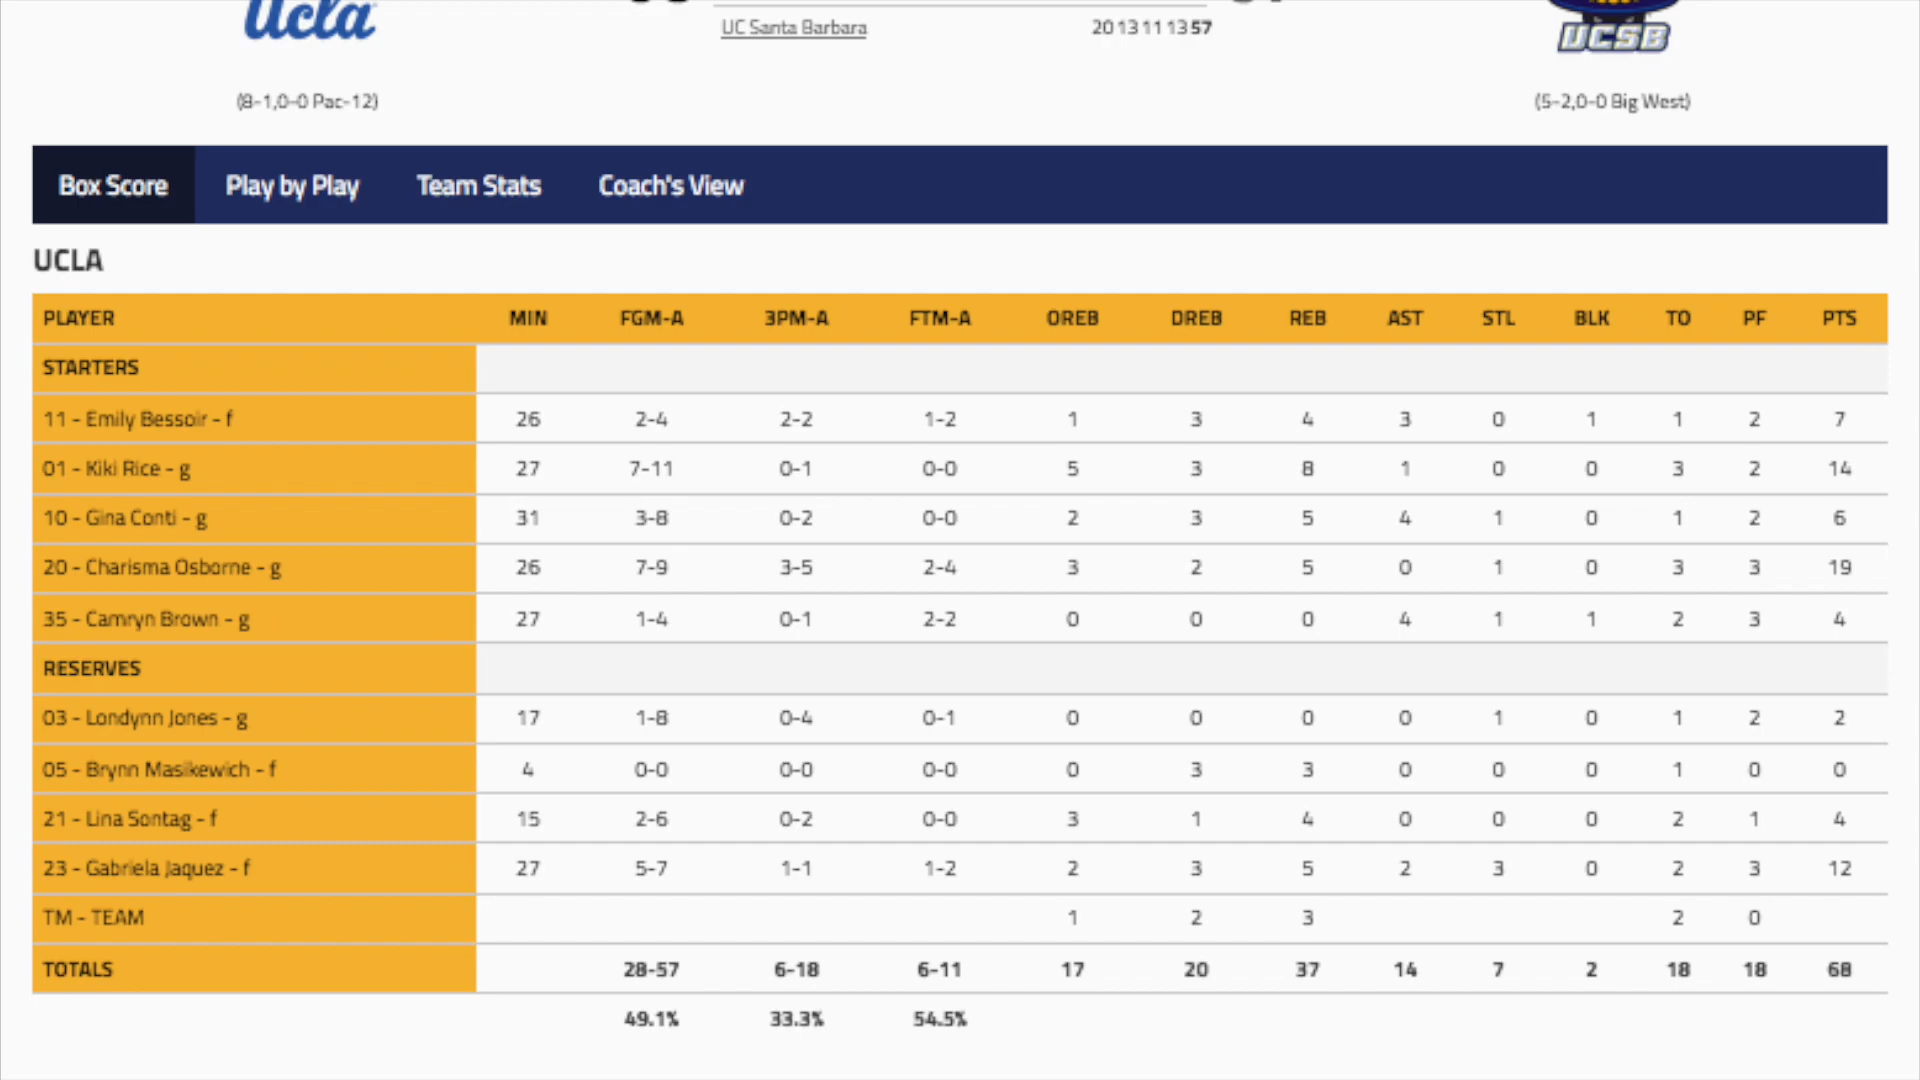 Ucla
UC Santa Barbara 20 13 11 13 57
UCSB
(8-1,0-0 Pac-12) (5-2,0-0 Big West)
Box Score Play by Play Team Stats Coach's View
UCLA
PLAYER MIN FGM-A 3PM-A FTM-A OREB DREB REB AST STL BLK TO PF PTS
STARTERS
11 - Emily Bessoir - f 26 2-4 2-2 1-2 1 3 4 3 0 1 1 2 7
01 - Kiki Rice - g 27 7-11 0-1 0-0 5 3 8 1 0 0 3 2 14
10 - Gina Conti - g 31 3-8 0-2 0-0 2 3 5 4 1 0 1 2 6
20 - Charisma Osborne - g 26 7-9 3-5 2-4 3 2 5 0 1 0 3 3 19
35 - Camryn Brown - g 27 1-4 0-1 2-2 0 0 0 4 1 1 2 3 4
RESERVES
03 - Londynn Jones - g 17 1-8 0-4 0-1 0 0 0 0 1 0 1 2 2
05 - Brynn Masikewich - f 4 0-0 0-0 0-0 0 3 3 0 0 0 1 0 0
21 - Lina Sontag - f 15 2-6 0-2 0-0 3 1 4 0 0 0 2 1 4
23 - Gabriela Jaquez - f 27 5-7 1-1 1-2 2 3 5 2 3 0 2 3 12
TM - TEAM 1 2 3 2 0
TOTALS 28-57 6-18 6-11 17 20 37 14 7 2 18 18 68
49.1% 33.3% 54.5%